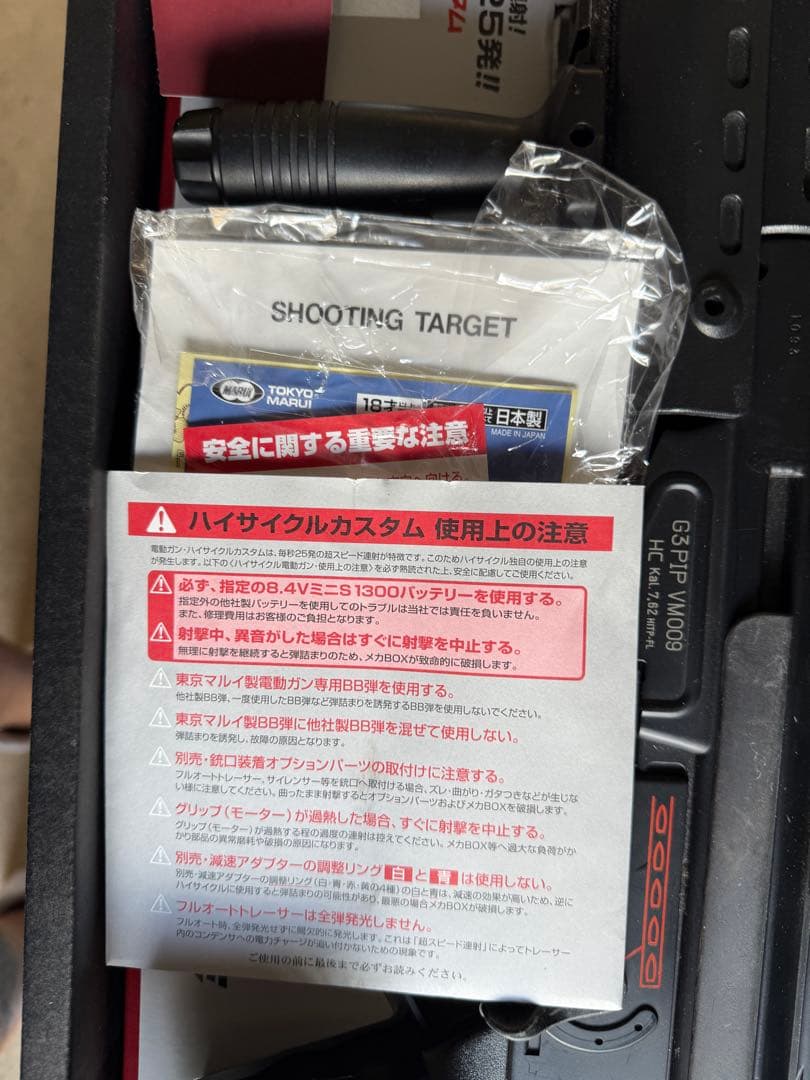 射!
25発!!
SHOOTING TARGET
MARUI
TOKYO
MARUI
18才以上
日本製
MADE IN JAPAN
安全に関する重要な注意
ハイサイクルカスタム 使用上の注意
電動ガン・ハイサイクルカスタムは、毎秒25発の超スピード連射が特徴です。このためハイサイクル独自の使用上の注意
が発生します。以下の〈ハイサイクル電動ガン・使用上の注意〉を必ず熟読された上、安全に配慮してご使用ください。
必ず、指定の8.4VミニS1300バッテリーを使用する。
指定外の他社製バッテリーを使用してのトラブルは当社では責任を負いません。
また、修理費用はお客様のご負担となります。
射撃中、異音がした場合はすぐに射撃を中止する。
無理に射撃を継続すると弾詰まりのため、メカBOXが致命的に破損します。
東京マルイ製電動ガン専用BB弾を使用する。
他社製BB弾、一度使用したBB弾など弾詰まりを誘発するBB弾を使用しないでください。
東京マルイ製BB弾に他社製BB弾を混ぜて使用しない。
弾詰まりを誘発し、故障の原因となります。
別売・銃口装着オプションパーツの取付けに注意する。
フルオートトレーサー、サイレンサー等を銃口へ取付ける場合、ズレ・曲がり・ガタつきなどが生じな
い様に注意してください。曲ったまま射撃するとオプションパーツおよびメカBOXを破損します。
グリップ(モーター)が過熱した場合、すぐに射撃を中止する。
グリップ(モーター)が過熱する程の過度の連射は控えてください。メカBOX等へ過大な負荷がか
かり部品の異常磨耗や破損の原因になります。
別売・減速アダプターの調整リング 白 と 青 は使用しない。
別売・減速アダプターの調整リング(白・青・赤・黄の4種)の白と青は、減速の効果が高いため、逆に
ハイサイクルに使用すると弾詰まりの可能性があり、最悪の場合メカBOXが破損します。
フルオートトレーサーは全弾発光しません。
フルオート時、全弾発光せずに間欠的に発光します。これは「超スピード連射」によってトレーサー
内のコンデンサへの電力チャージが追い付かないための現象です。
ご使用の前に最後まで必ずお読みください。
G3PIP VM009
HC Kal. 7,62 HITP-FL